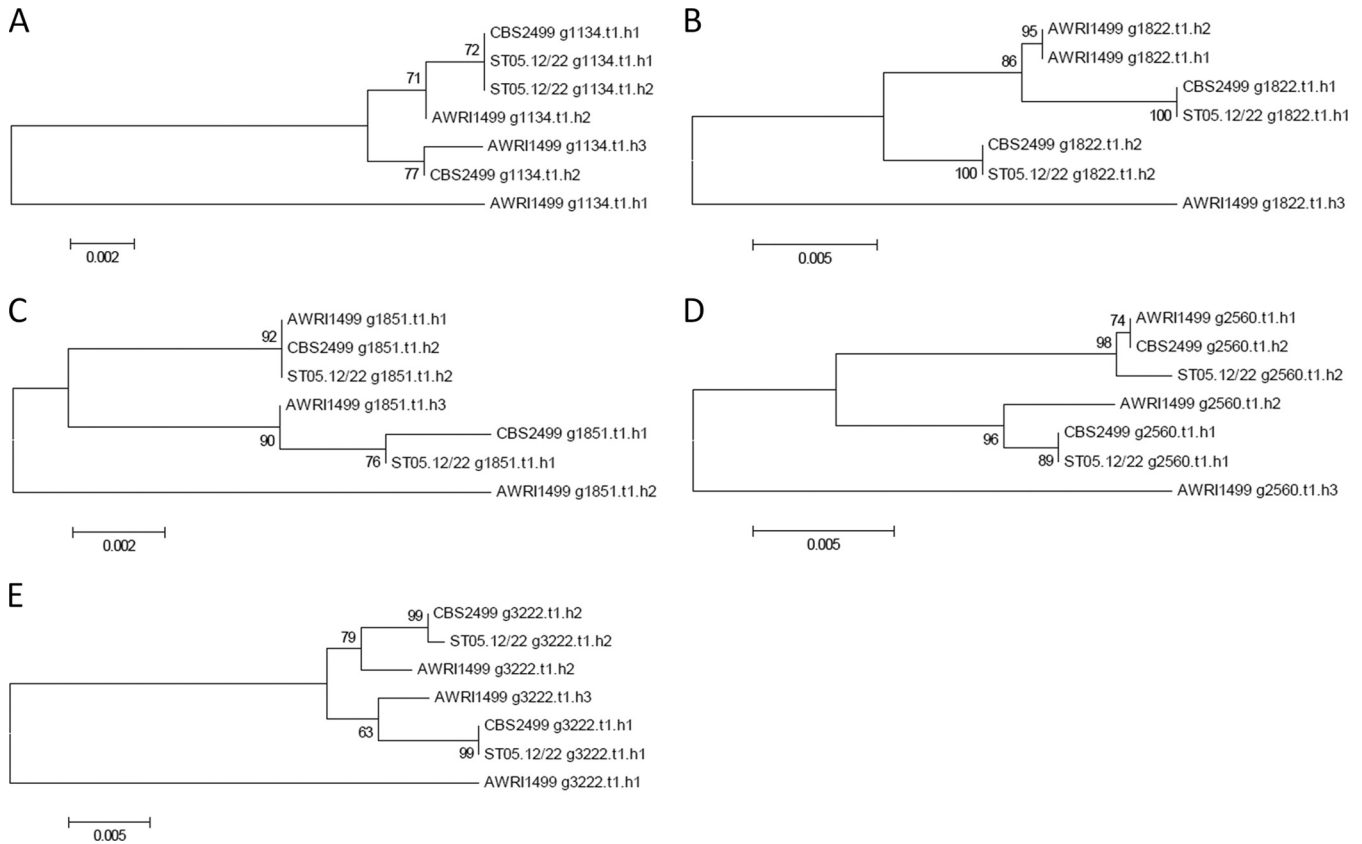 A
CBS2499 g1134.t1.h1
72
ST05.12/22 g1134.t1.h1
71
ST05.12/22 g1134.t1.h2
AWRI1499 g1134.t1.h2
AWRI1499 g1134.t1.h3
77
CBS2499 g1134.t1.h2
AWRI1499 g1134.t1.h1
0.002
B
95
AWRI1499 g1822.t1.h2
86
AWRI1499 g1822.t1.h1
CBS2499 g1822.t1.h1
100
ST05.12/22 g1822.t1.h1
CBS2499 g1822.t1.h2
100
ST05.12/22 g1822.t1.h2
AWRI1499 g1822.t1.h3
0.005
C
AWRI1499 g1851.t1.h1
92
CBS2499 g1851.t1.h2
ST05.12/22 g1851.t1.h2
AWRI1499 g1851.t1.h3
90
CBS2499 g1851.t1.h1
76
ST05.12/22 g1851.t1.h1
AWRI1499 g1851.t1.h2
0.002
D
74
AWRI1499 g2560.t1.h1
98
CBS2499 g2560.t1.h2
ST05.12/22 g2560.t1.h2
AWRI1499 g2560.t1.h2
96
CBS2499 g2560.t1.h1
89
ST05.12/22 g2560.t1.h1
AWRI1499 g2560.t1.h3
0.005
E
99
CBS2499 g3222.t1.h2
79
ST05.12/22 g3222.t1.h2
AWRI1499 g3222.t1.h2
AWRI1499 g3222.t1.h3
63
CBS2499 g3222.t1.h1
99
ST05.12/22 g3222.t1.h1
AWRI1499 g3222.t1.h1
0.005